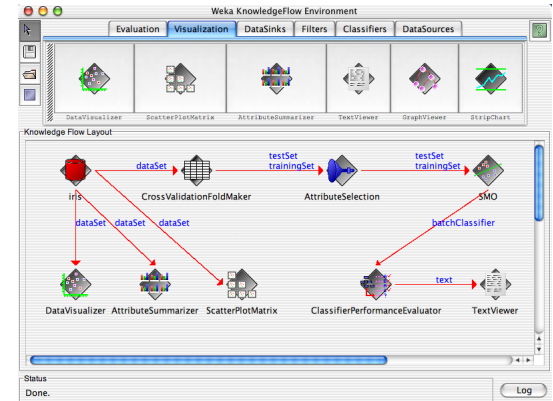 Weka KnowledgeFlow Environment
Evaluation Visualization DataSinks Filters Classifiers DataSources
?
DataVisualizer ScatterPlotMatrix AttributeSummarizer TextViewer GraphViewer StripChart
Knowledge Flow Layout
dataSet testSet trainingSet testSet trainingSet
iris CrossValidationFoldMaker AttributeSelection SMO
dataSet dataSet dataSet batchClassifier
text
DataVisualizer AttributeSummarizer ScatterPlotMatrix ClassifierPerformanceEvaluator TextViewer
Status
Done. Log